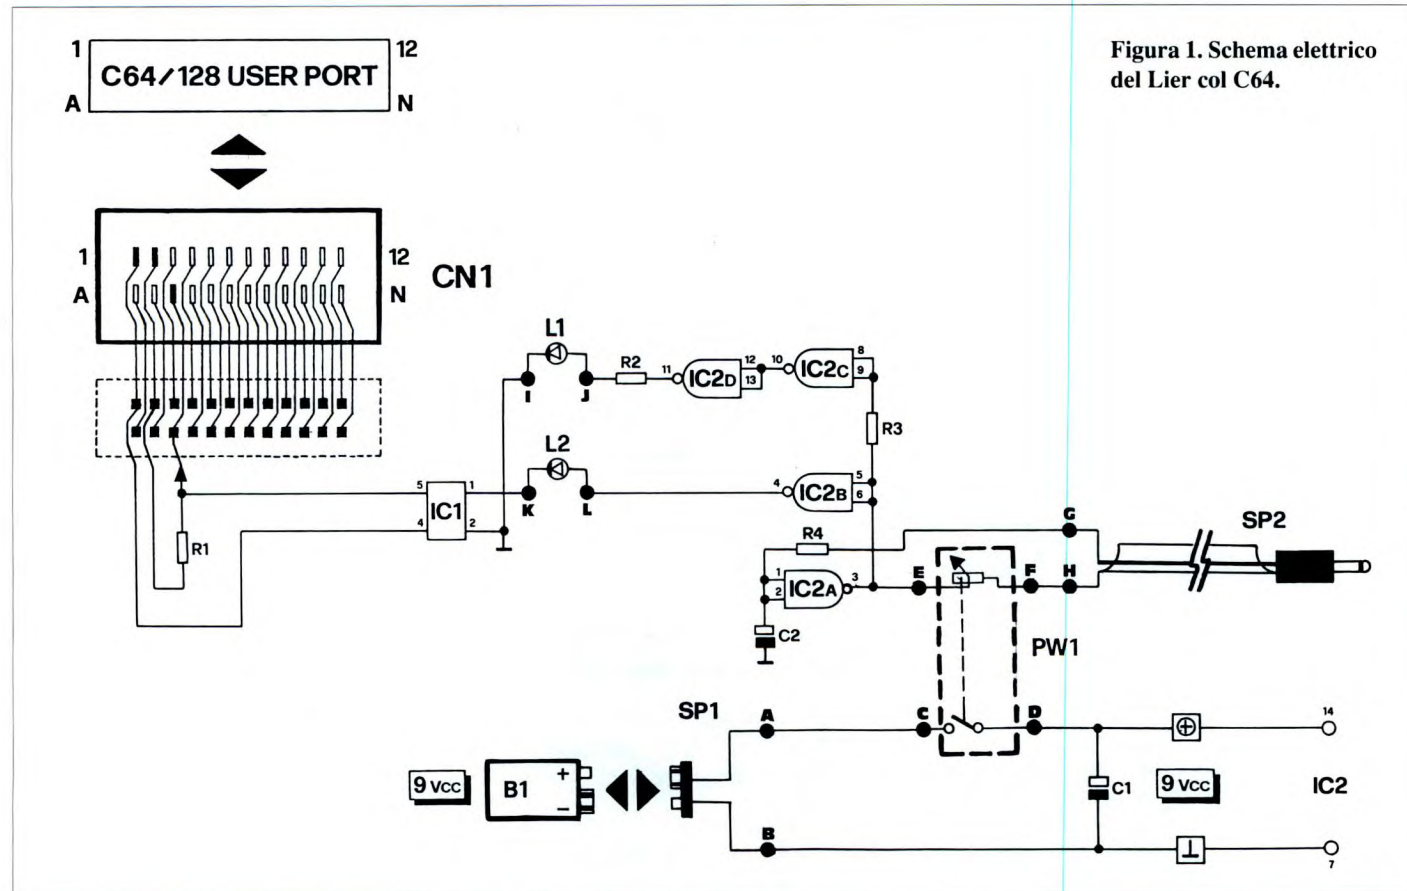 Figura 1. Schema elettrico
del Lier col C64.
1 12
C64/128 USER PORT
A N
1 12
CN1
A N
L1
I J
R2
11 IC2D 12
13
10 IC2C 8
9
R3
L2
K L
4 IC2B 5
6
5 IC1 1
4 2
R1
R4
1 IC2A 3
2
C2
E F G H
SP2
PW1
SP1
A C D
14
9 VCC
B1
+
–
C1
9 VCC
IC2
B
7